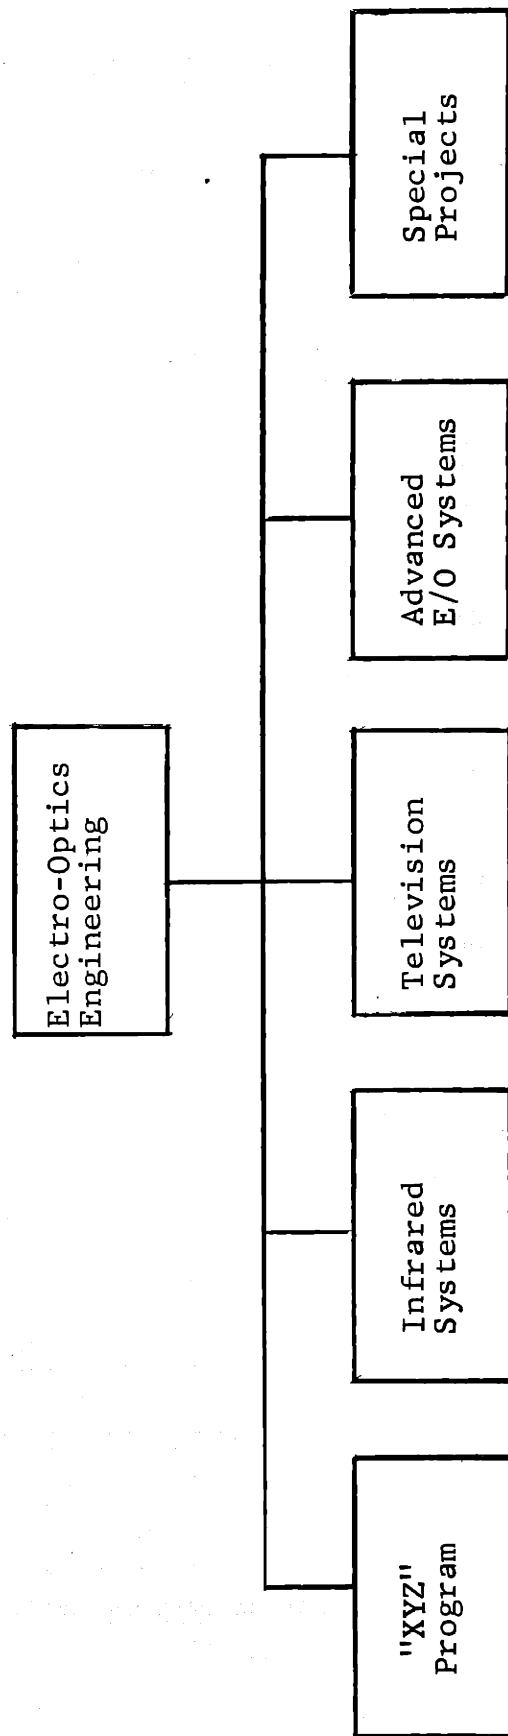 Electro-Optics
Engineering
"XYZ"
Program
Infrared
Systems
Television
Systems
Advanced
E/O Systems
Special
Projects